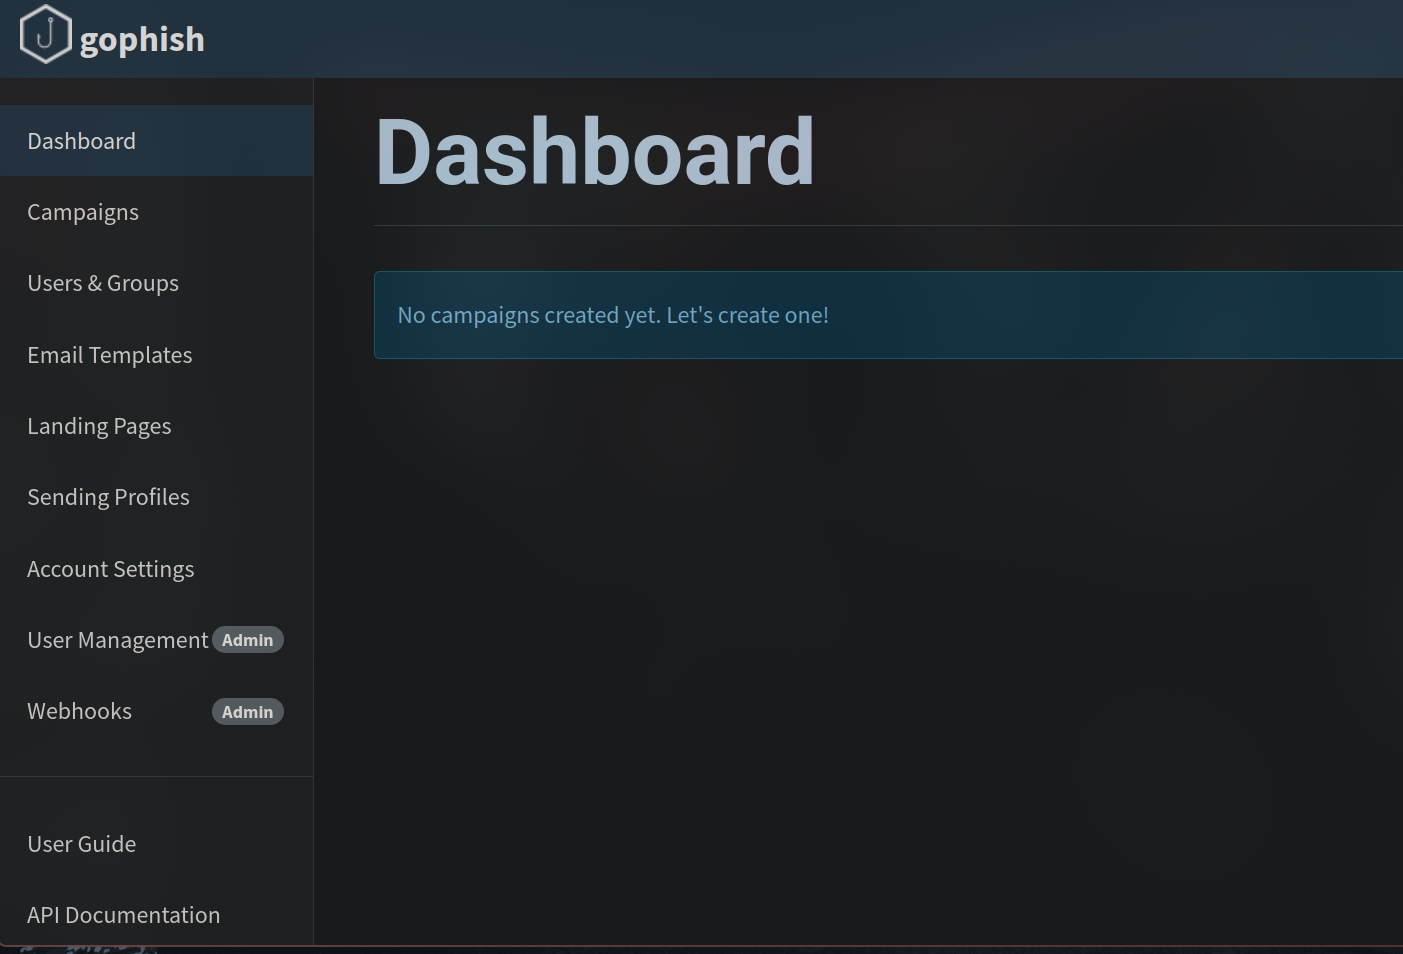 gophish
Dashboard
Campaigns
Users & Groups
Email Templates
Landing Pages
Sending Profiles
Account Settings
User Management Admin
Webhooks Admin
User Guide
API Documentation
Dashboard
No campaigns created yet. Let's create one!